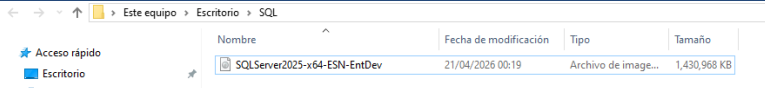 Este equipo > Escritorio > SQL
Nombre Fecha de modificación Tipo Tamaño
Acceso rápido
SQLServer2025-x64-ESN-EntDev 21/04/2026 00:19 Archivo de image... 1,430,968 KB
Escritorio